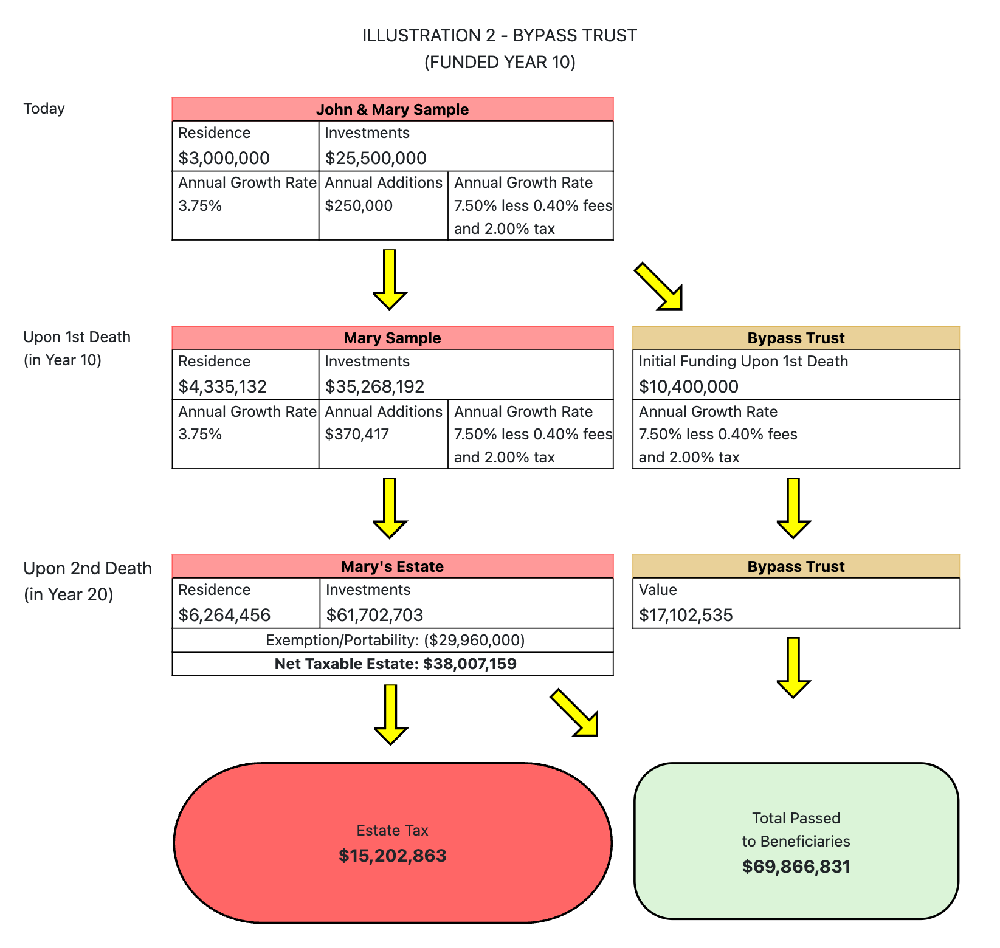 ILLUSTRATION 2 - BYPASS TRUST
(FUNDED YEAR 10)
Today
John & Mary Sample
Residence
$3,000,000
Investments
$25,500,000
Annual Growth Rate
3.75%
Annual Additions
$250,000
Annual Growth Rate
7.50% less 0.40% fees
and 2.00% tax
Upon 1st Death
(in Year 10)
Mary Sample
Residence
$4,335,132
Investments
$35,268,192
Annual Growth Rate
3.75%
Annual Additions
$370,417
Annual Growth Rate
7.50% less 0.40% fees
and 2.00% tax
Bypass Trust
Initial Funding Upon 1st Death
$10,400,000
Annual Growth Rate
7.50% less 0.40% fees
and 2.00% tax
Upon 2nd Death
(in Year 20)
Mary's Estate
Residence
$6,264,456
Investments
$61,702,703
Exemption/Portability: ($29,960,000)
Net Taxable Estate: $38,007,159
Bypass Trust
Value
$17,102,535
Estate Tax
$15,202,863
Total Passed
to Beneficiaries
$69,866,831